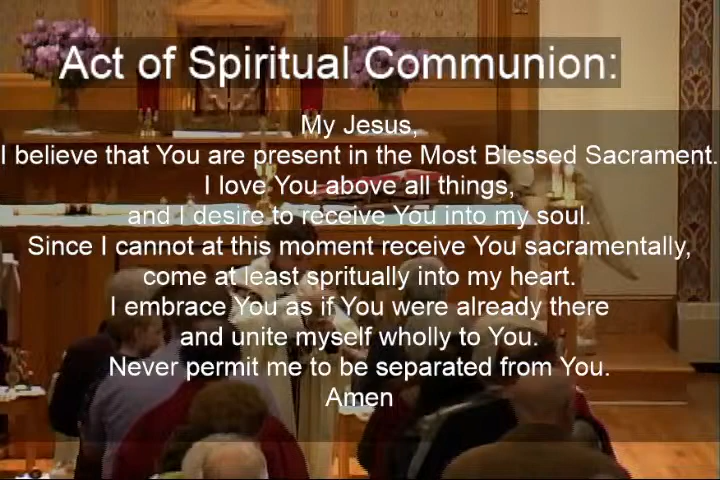 Act of Spiritual Communion:
My Jesus,
I believe that You are present in the Most Blessed Sacrament.
I love You above all things,
and I desire to receive You into my soul.
Since I cannot at this moment receive You sacramentally,
come at least spritually into my heart.
I embrace You as if You were already there
and unite myself wholly to You.
Never permit me to be separated from You.
Amen